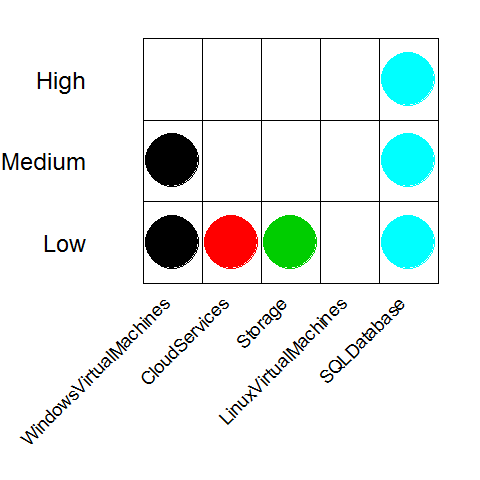 High
Medium
Low
WindowsVirtualMachines
CloudServices
Storage
LinuxVirtualMachines
SQLDatabase